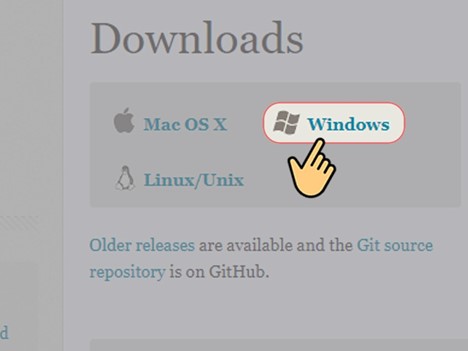 Downloads
Mac OS X
Windows
Linux/Unix
Older releases are available and the Git source
repository is on GitHub.
d